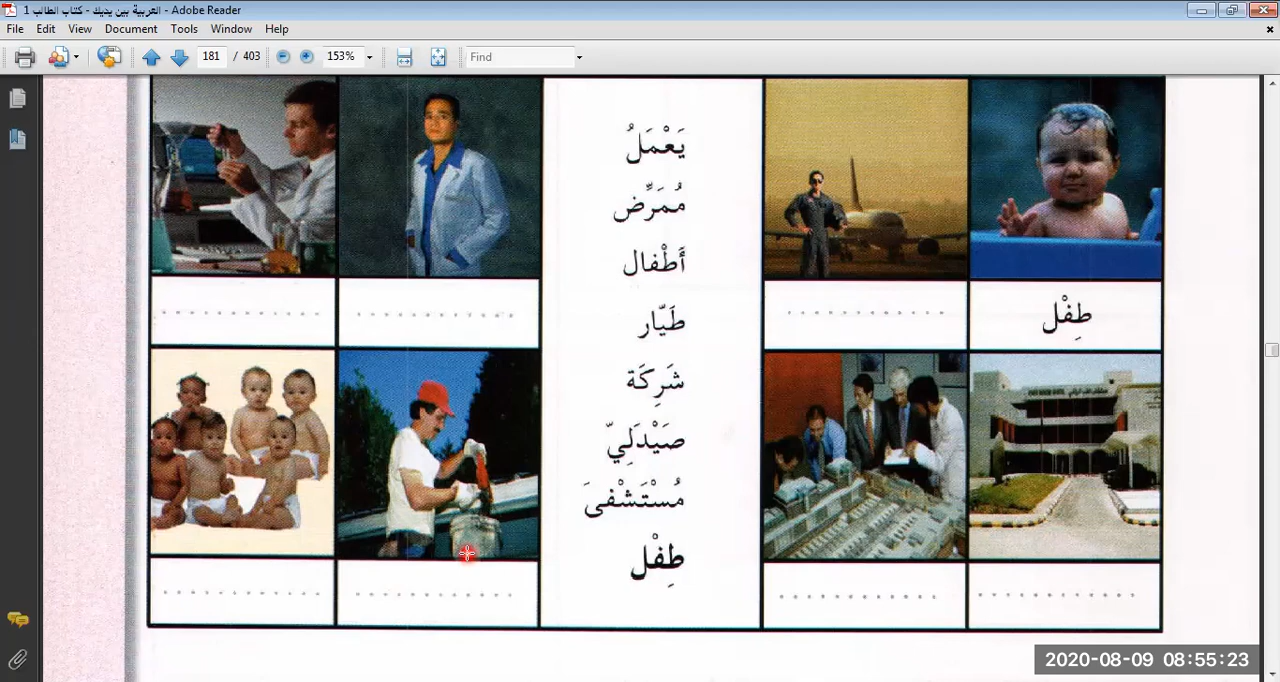 العربية بين يديك - كتاب الطالب 1 - Adobe Reader
File Edit View Document Tools Window Help
181 / 403 153% Find
يَعْمَلُ
مُمَرِّض
أَطْفال
طَيّار
شَرِكَة
صَيْدَلِيّ
مُسْتَشْفىَ
طِفْل
طِفْل
2020-08-09 08:55:23